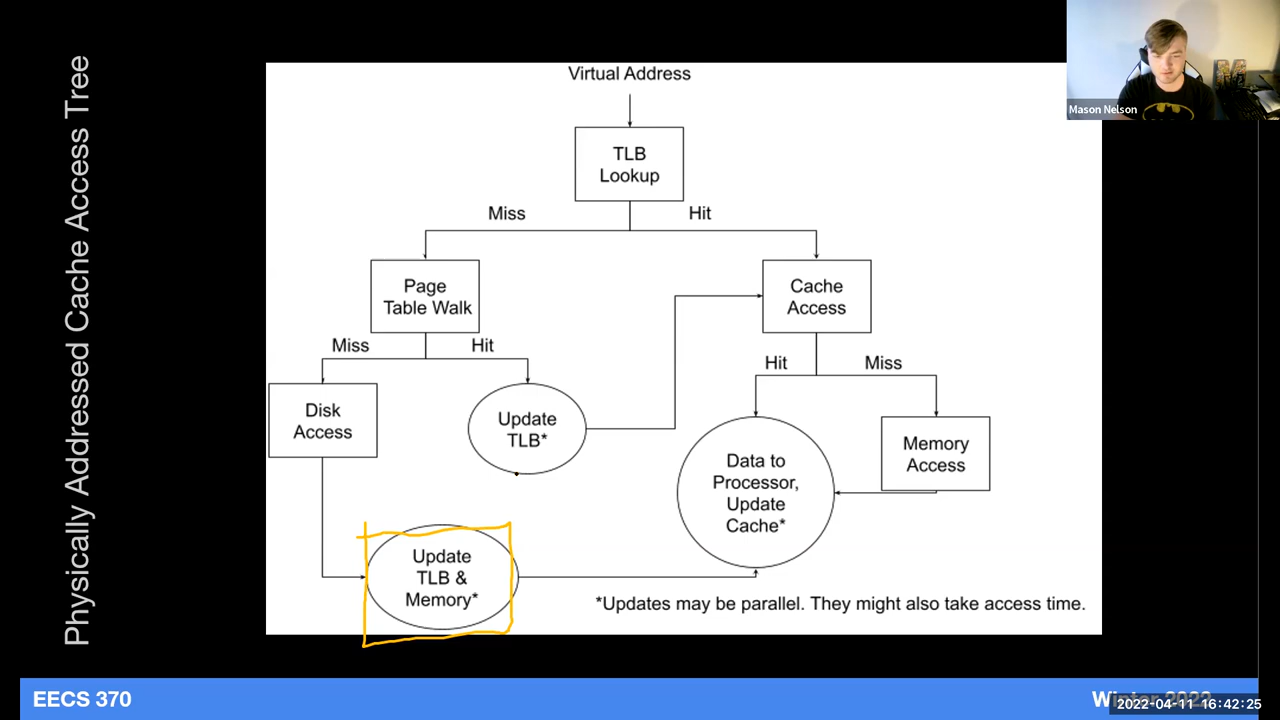 Physically Addressed Cache Access Tree
Virtual Address
Mason Nelson
TLB
Lookup
Miss
Hit
Page
Table Walk
Cache
Access
Miss
Hit
Hit
Miss
Disk
Access
Update
TLB*
Data to
Processor,
Update
Cache*
Memory
Access
Update
TLB &
Memory*
*Updates may be parallel. They might also take access time.
EECS 370
Winter 2022
2022-04-11 16:42:25